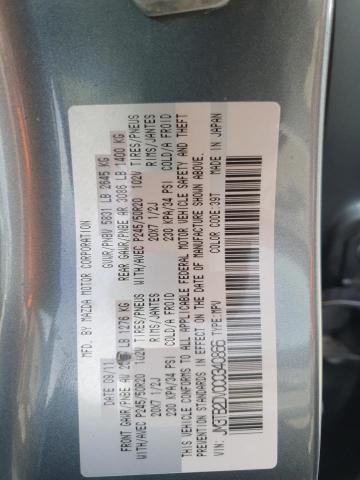 MFD. BY MAZDA MOTOR CORPORATION
DATE: 09/11 GVWR/PNBV 5831 LB 2645 KG
FRONT GAWR/PNBE AV LB 1276 KG REAR GAWR/PNBE AR 3086 LB 1400 KG
WITH/AVEC P245/50R20 102V TIRES/PNEUS WITH/AVEC P245/50R20 102V TIRES/PNEUS
20X7 1/2J RIMS/JANTES 20X7 1/2J RIMS/JANTES
230 KPA/34 PSI COLD/A FROID 230 KPA/34 PSI COLD/A FROID
THIS VEHICLE CONFORMS TO ALL APPLICABLE FEDERAL MOTOR VEHICLE SAFETY AND THEFT
PREVENTION STANDARDS IN EFFECT ON THE DATE OF MANUFACTURE SHOWN ABOVE.
MADE IN JAPAN
JM3TB2DV0C0340866 TYPE:MPV COLOR CODE:39T